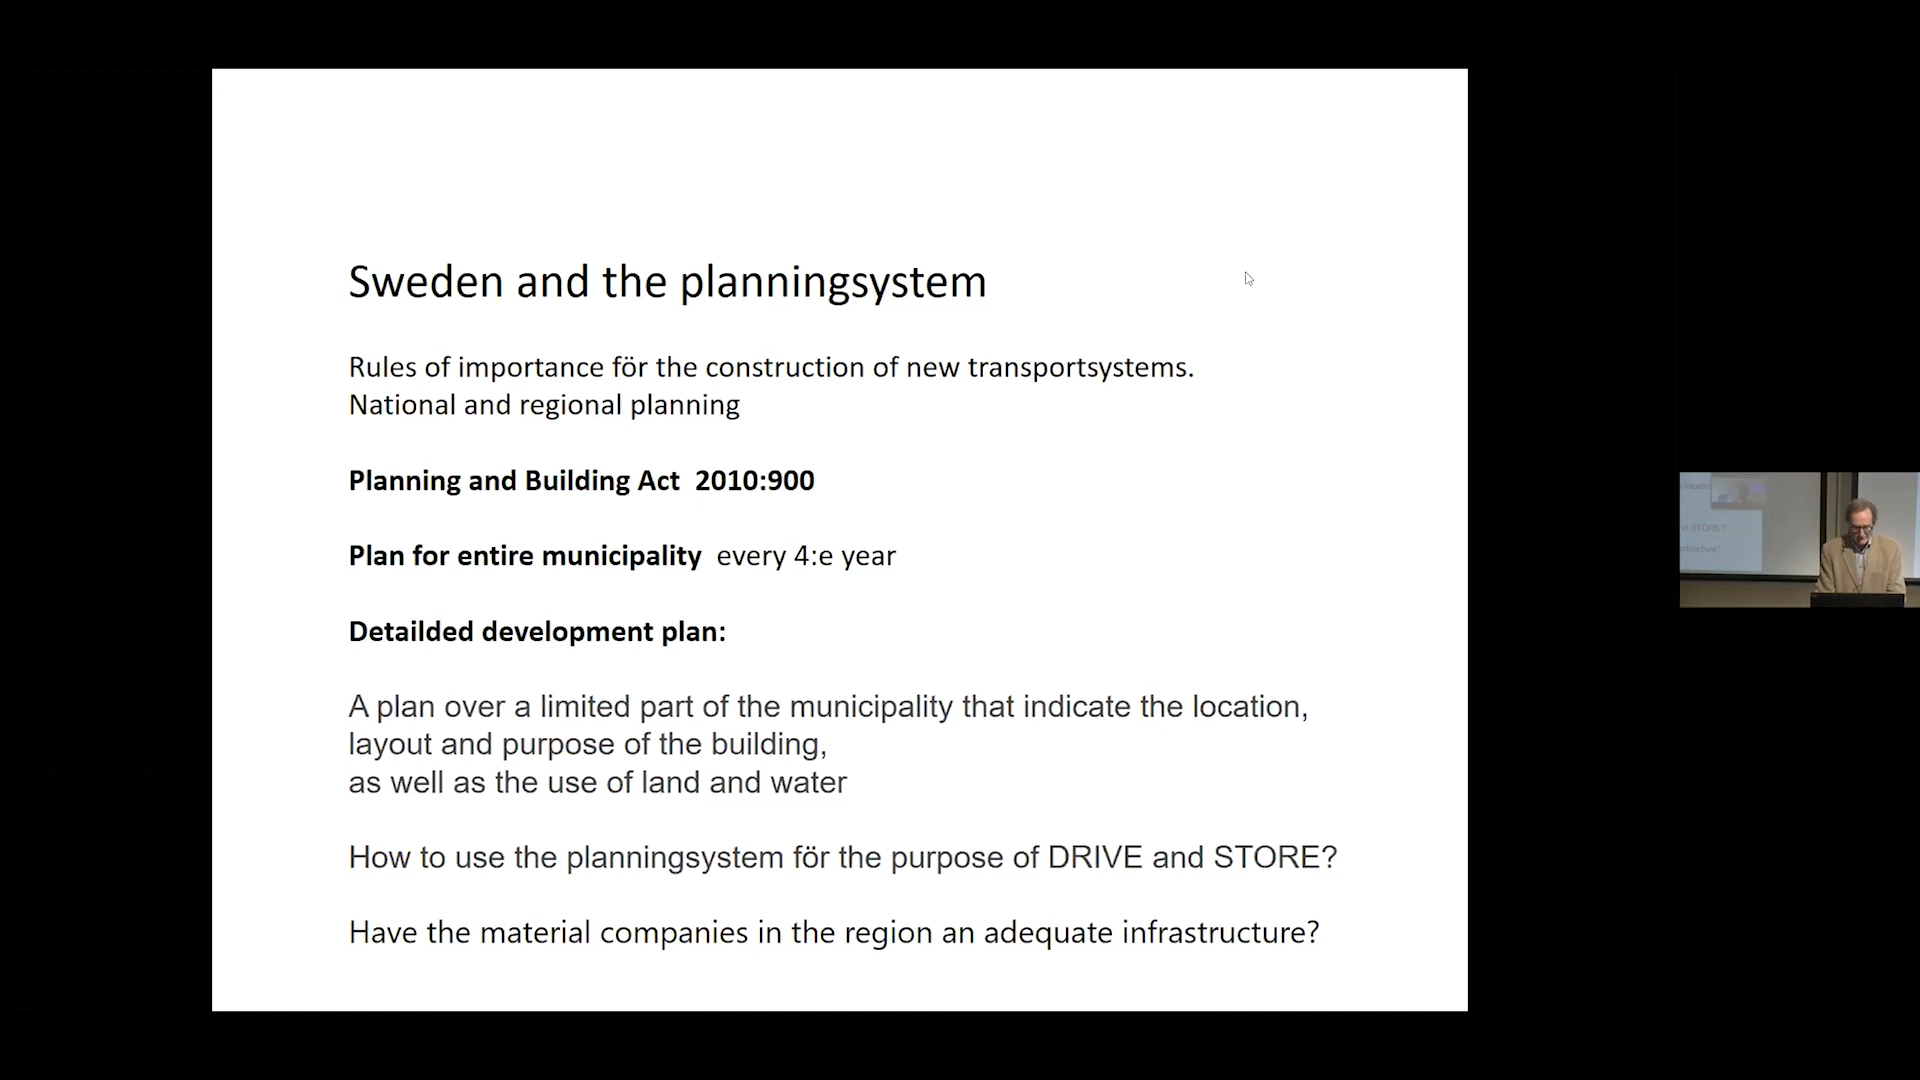 Sweden and the planningsystem
Rules of importance för the construction of new transportsystems.
National and regional planning
Planning and Building Act 2010:900
Plan for entire municipality every 4:e year
Detailded development plan:
A plan over a limited part of the municipality that indicate the location,
layout and purpose of the building,
as well as the use of land and water
How to use the planningsystem för the purpose of DRIVE and STORE?
Have the material companies in the region an adequate infrastructure?